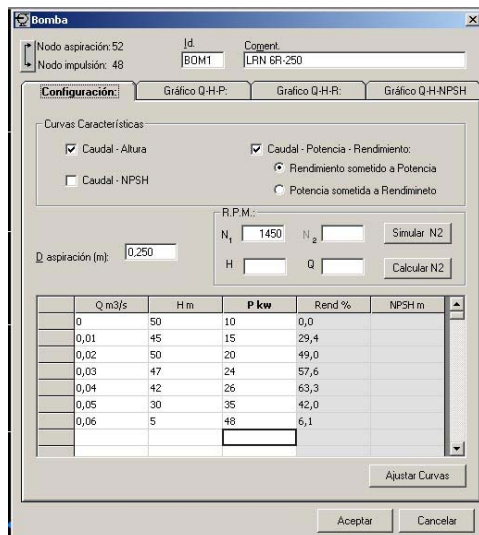 Bomba
Nodo aspiración: 52
Nodo impulsión: 48
Id.
BOM1
Coment.
LRN 6R-250
Configuración:
Gráfico Q-H-P:
Grafico Q-H-R:
Gráfico Q-H-NPSH
Curvas Características
Caudal - Altura
Caudal - Potencia - Rendimiento:
Rendimiento sometido a Potencia
Caudal - NPSH
Potencia sometida a Rendimineto
R.P.M.:
N1 1450 N2
Simular N2
D aspiración (m): 0,250
H Q
Calcular N2
Q m3/s H m P kw Rend % NPSH m
0 50 10 0,0
0,01 45 15 29,4
0,02 50 20 49,0
0,03 47 24 57,6
0,04 42 26 63,3
0,05 30 35 42,0
0,06 5 48 6,1
Ajustar Curvas
Aceptar
Cancelar